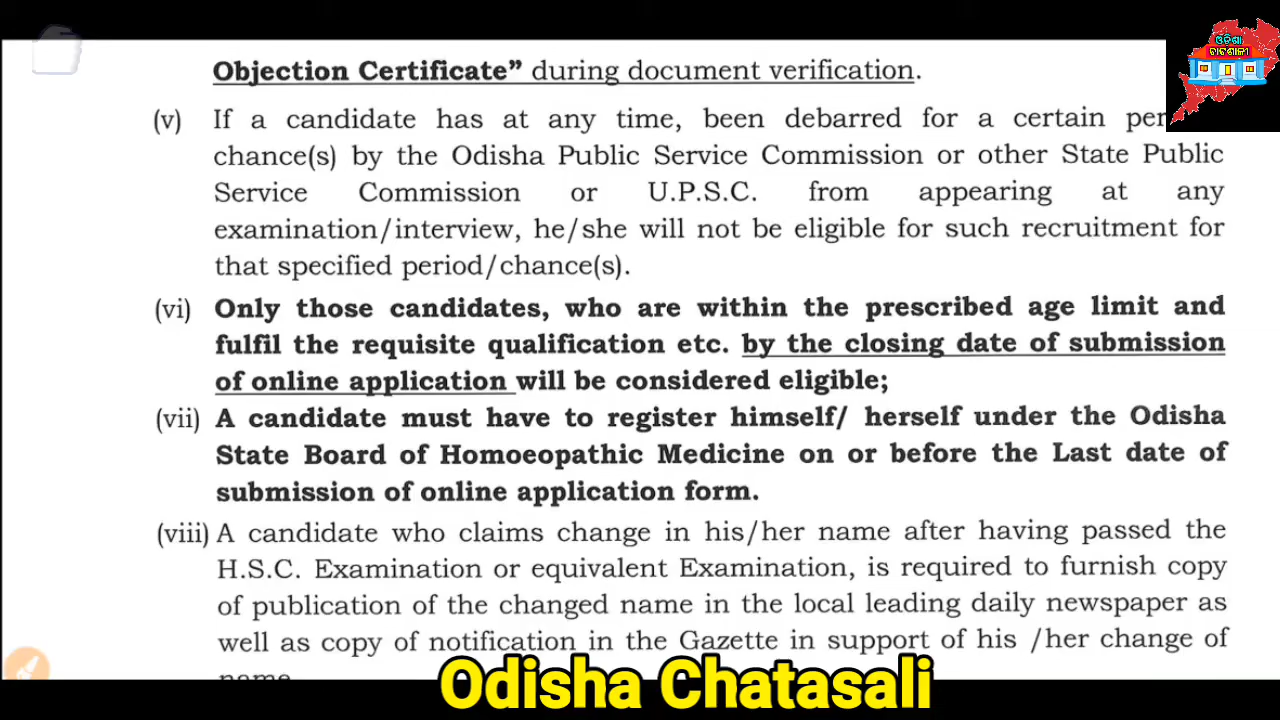 ଓଡ଼ିଶା
ଚାଟଶାଳୀ
Objection Certificate” during document verification.
(v) If a candidate has at any time, been debarred for a certain
chance(s) by the Odisha Public Service Commission or other State Public
Service Commission or U.P.S.C. from appearing at any
examination/interview, he/she will not be eligible for such recruitment for
that specified period/chance(s).
(vi) Only those candidates, who are within the prescribed age limit and
fulfil the requisite qualification etc. by the closing date of submission
of online application will be considered eligible;
(vii) A candidate must have to register himself/ herself under the Odisha
State Board of Homoeopathic Medicine on or before the Last date of
submission of online application form.
(viii) A candidate who claims change in his/her name after having passed the
H.S.C. Examination or equivalent Examination, is required to furnish copy
of publication of the changed name in the local leading daily newspaper as
well as copy of notification in the Gazette in support of his /her change of
Odisha Chatasali